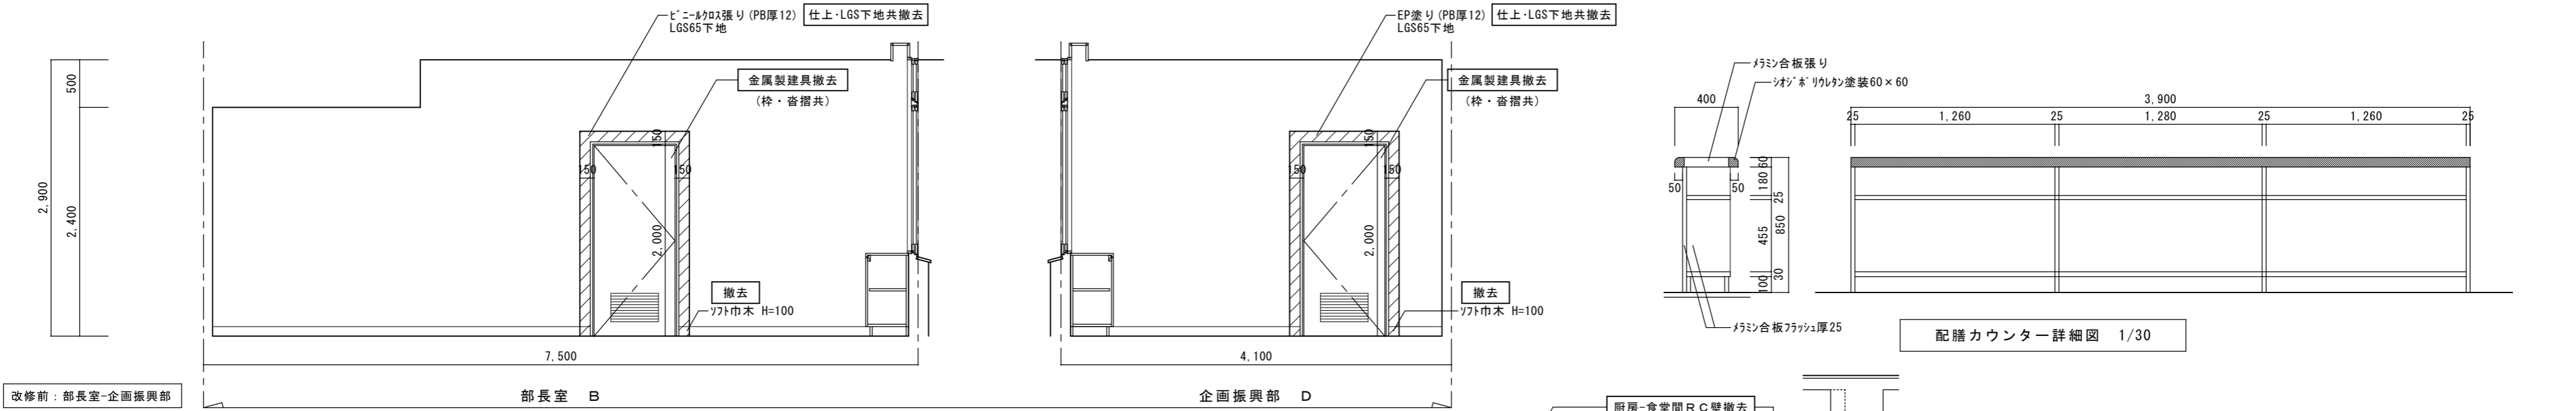 ﾋﾞﾆｰﾙｸﾛｽ張り(PB厚12) 仕上・LGS下地共撤去
LGS65下地
金属製建具撤去
(枠・沓摺共)
500
2,900
2,400
150
150
150
2,000
撤去
ｿﾌﾄ巾木 H=100
7,500
改修前：部長室-企画振興部
部長室 B
EP塗り(PB厚12) 仕上・LGS下地共撤去
LGS65下地
金属製建具撤去
(枠・沓摺共)
150
150
150
2,000
撤去
ｿﾌﾄ巾木 H=100
4,100
企画振興部 D
ﾒﾗﾐﾝ合板張り
ｼｵｼﾞﾎﾟﾘｳﾚﾀﾝ塗装60×60
400
50
50
60
180
25
455
850
30
100
ﾒﾗﾐﾝ合板ﾌﾗｯｼｭ厚25
3,900
25 1,260 25 1,280 25 1,260 25
配膳カウンター詳細図 1/30
厨房-食堂間RC壁撤去